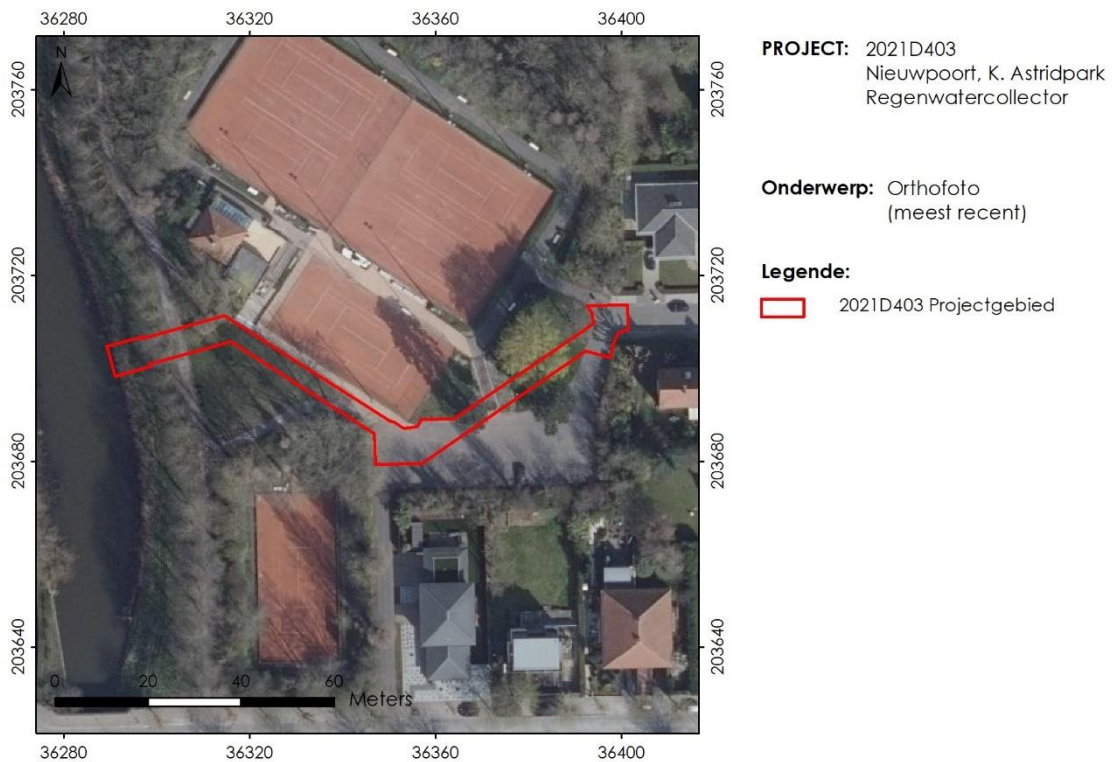 36280 36320 36360 36400
N
203760 203760
203720 203720
203680 203680
203640 203640
0 20 40 60
Meters
36280 36320 36360 36400
PROJECT: 2021D403
Nieuwpoort, K. Astridpark
Regenwatercollector
Onderwerp: Orthofoto
(meest recent)
Legende:
2021D403 Projectgebied